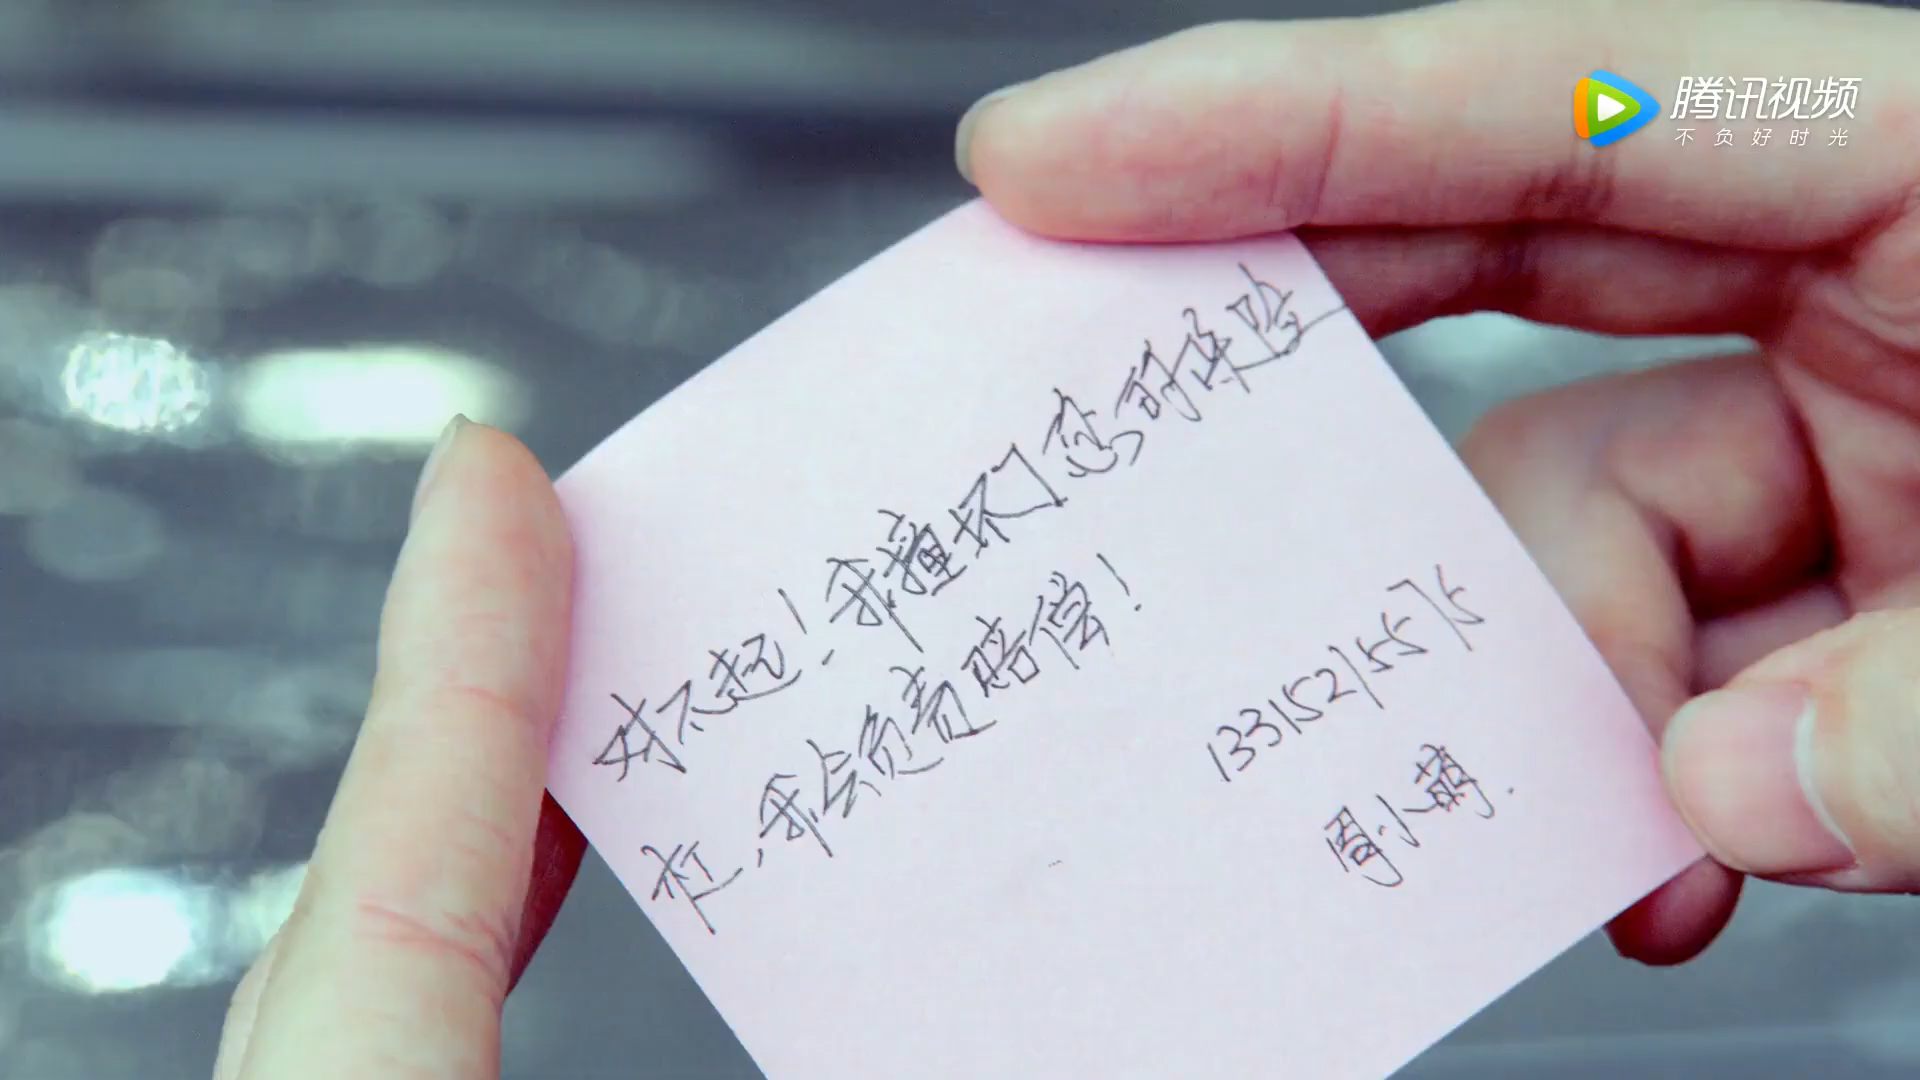 腾讯视频
不负好时光
对不起!我撞坏了您的保险
杠,我会负责赔偿!
13315215575
周小萌.